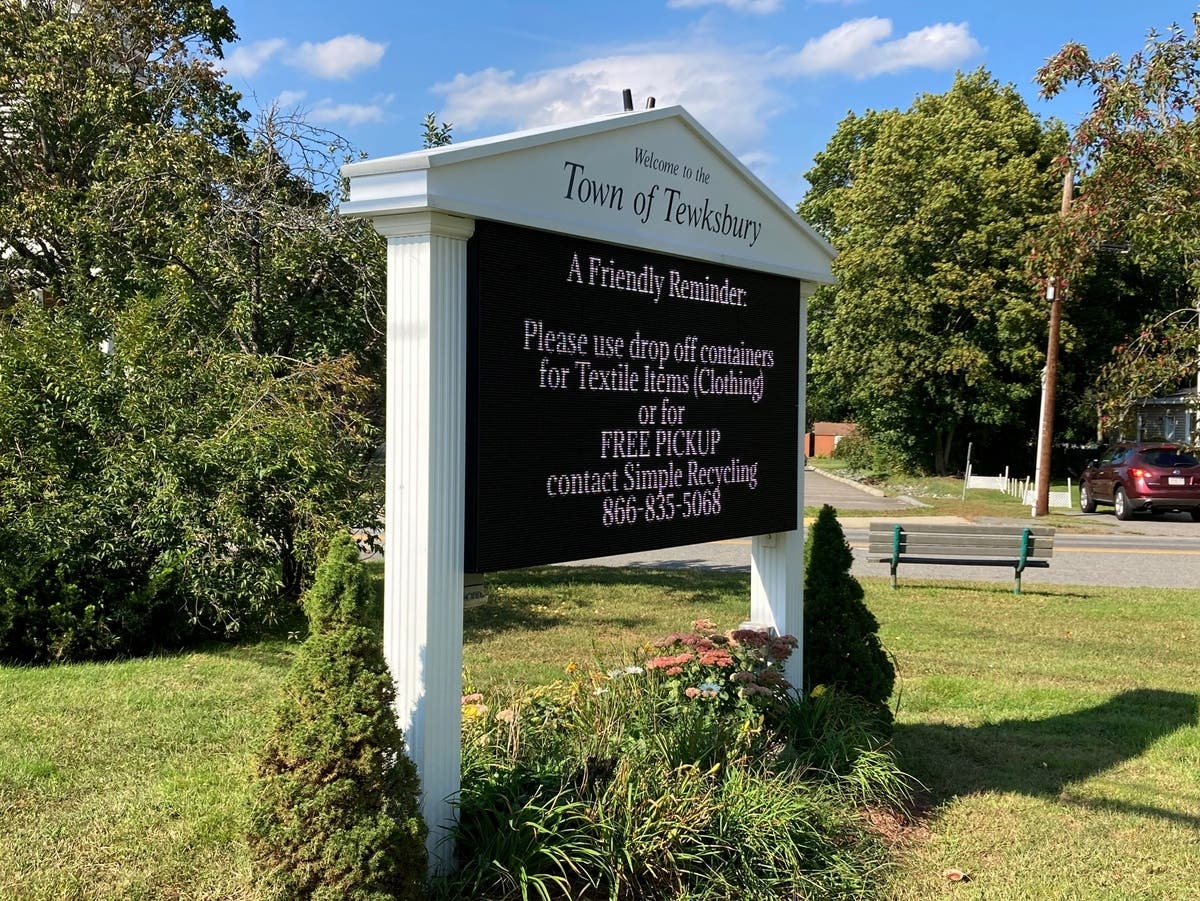 Welcome to the
Town of Tewksbury
A Friendly Reminder:
Please use drop off containers
for Textile Items (Clothing)
or for
FREE PICKUP
contact Simple Recycling
866-835-5068